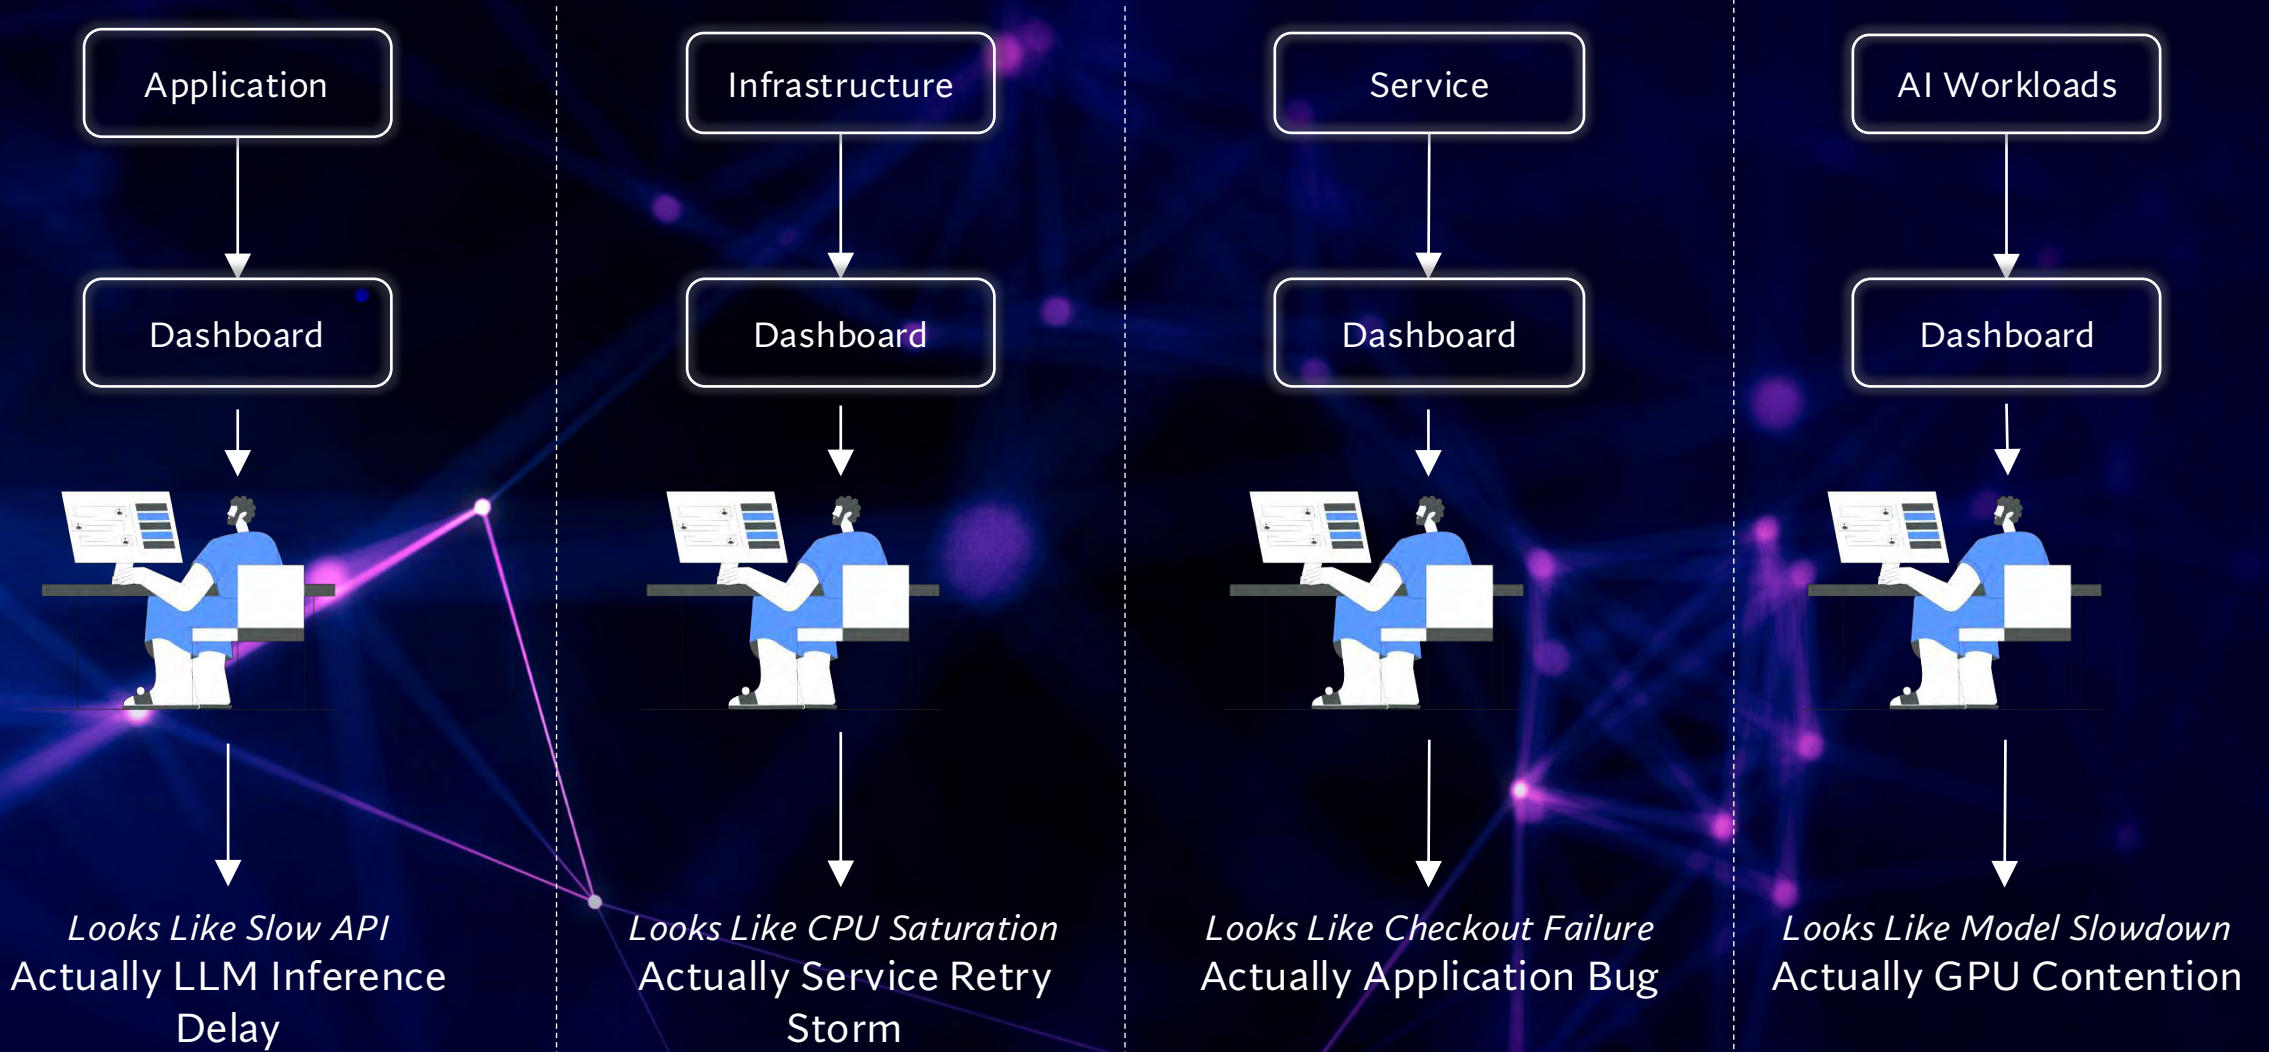 Application
Infrastructure
Service
AI Workloads
Dashboard
Dashboard
Dashboard
Dashboard
Looks Like Slow API
Actually LLM Inference
Delay
Looks Like CPU Saturation
Actually Service Retry
Storm
Looks Like Checkout Failure
Actually Application Bug
Looks Like Model Slowdown
Actually GPU Contention